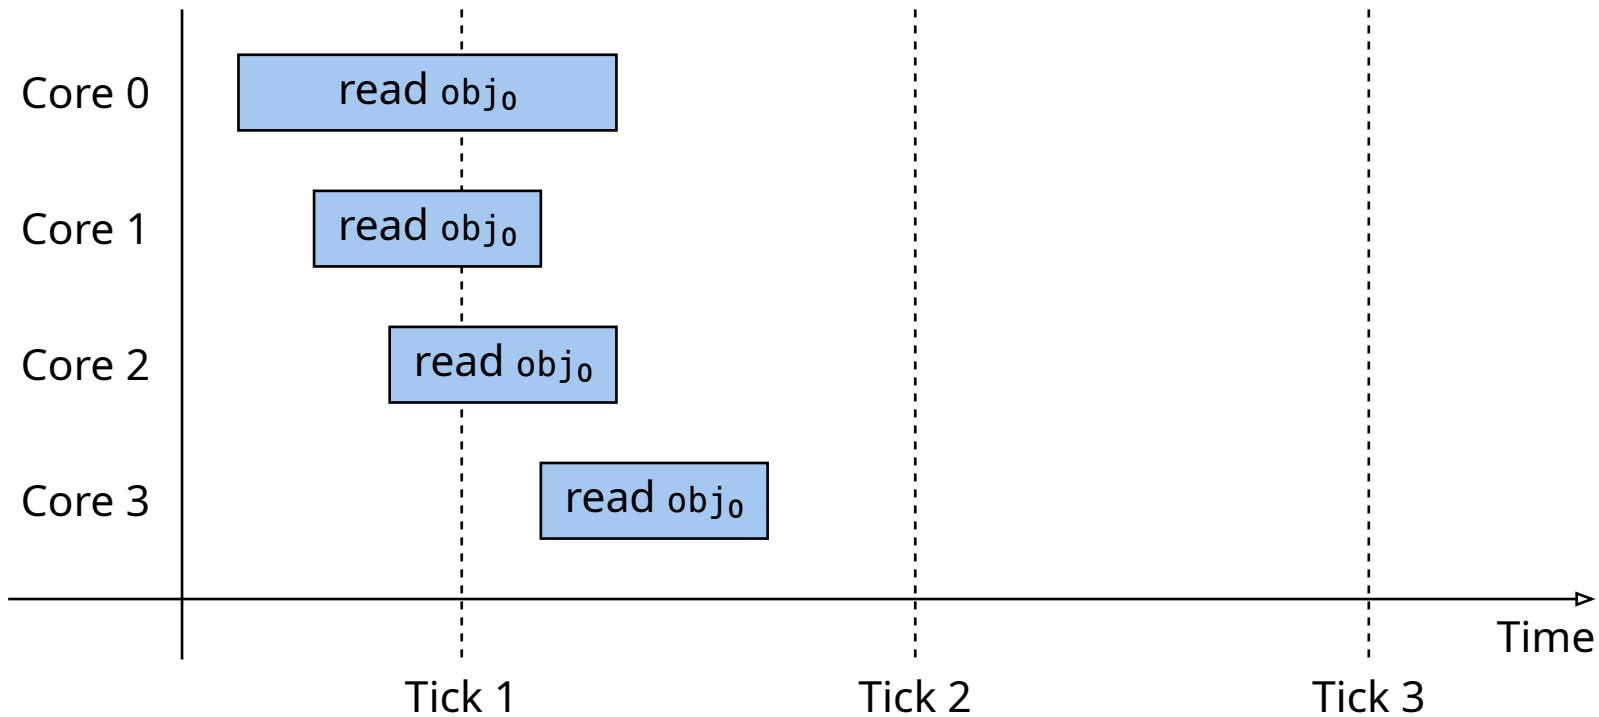 Core 0 read obj₀
Core 1 read obj₀
Core 2 read obj₀
Core 3 read obj₀
Time
Tick 1 Tick 2 Tick 3